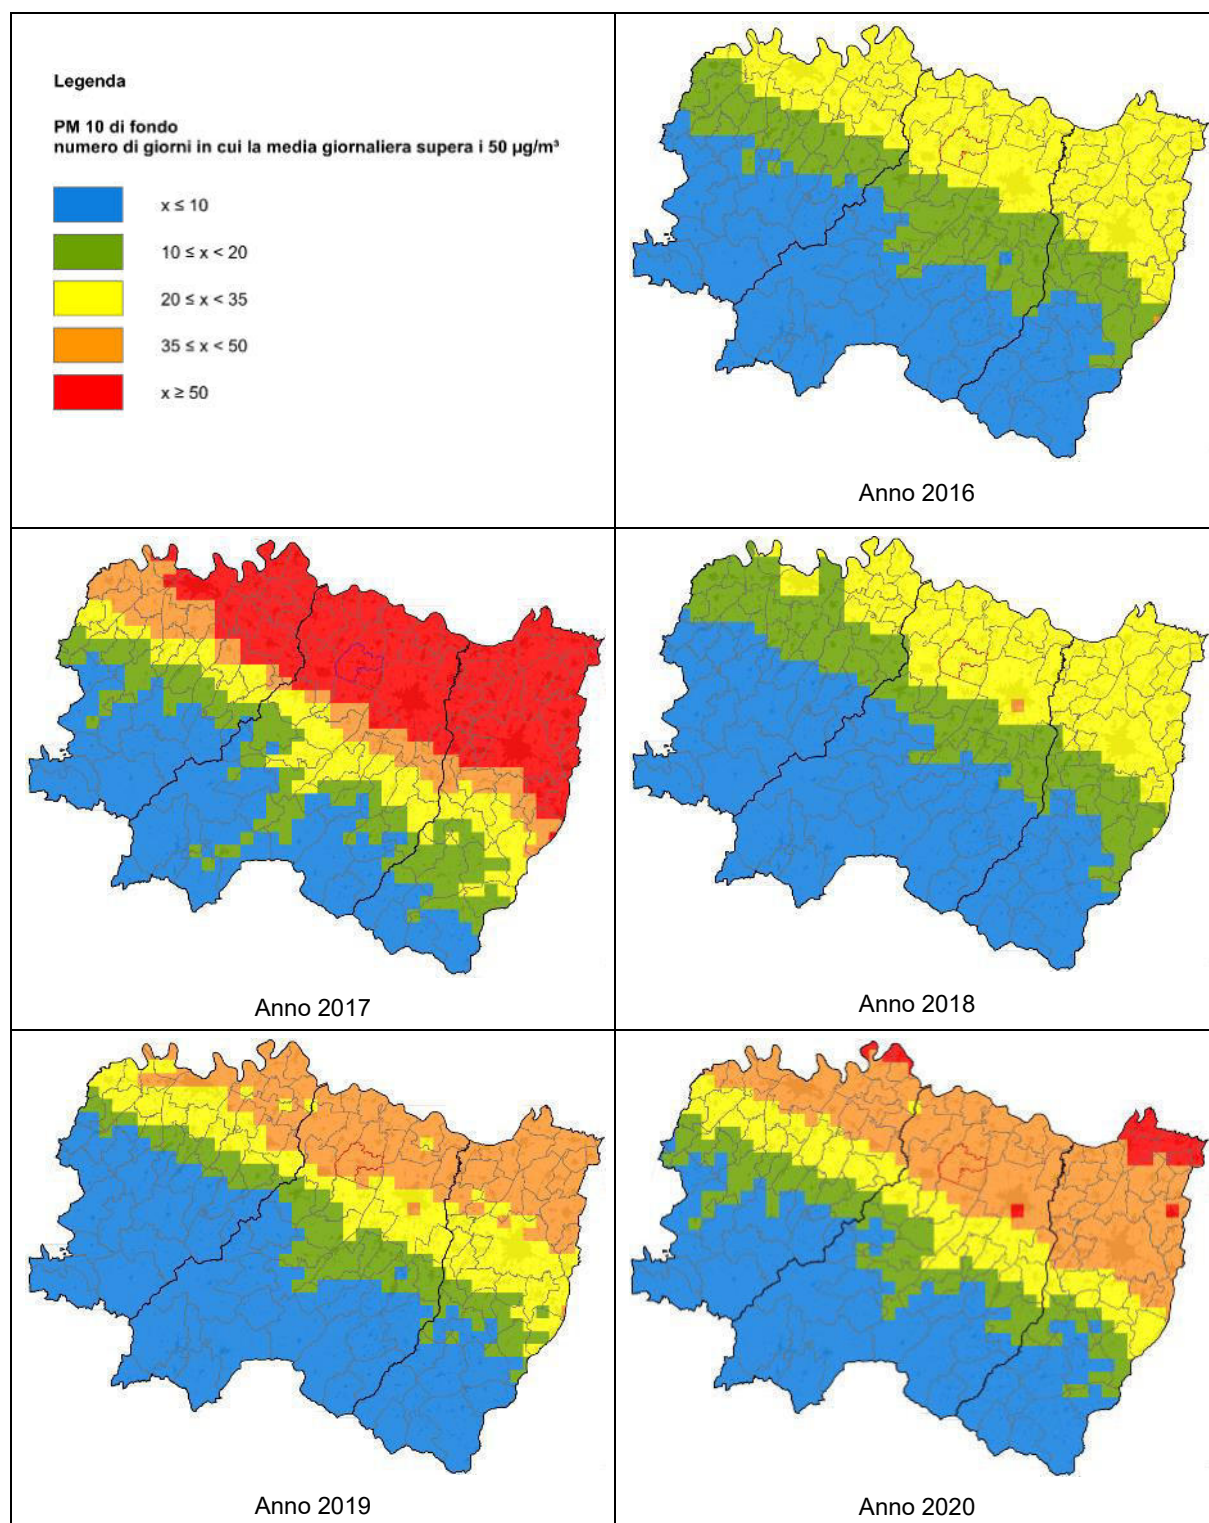 Legenda
PM 10 di fondo
numero di giorni in cui la media giornaliera supera i 50 µg/m³
x ≤ 10
10 ≤ x < 20
20 ≤ x < 35
35 ≤ x < 50
x ≥ 50
Anno 2016
Anno 2017
Anno 2018
Anno 2019
Anno 2020